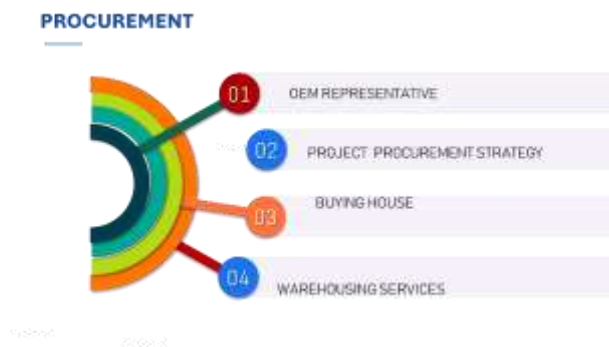 PROCUREMENT
01
OEM REPRESENTATIVE
02
PROJECT PROCUREMENT STRATEGY
03
BUYING HOUSE
04
WAREHOUSING SERVICES